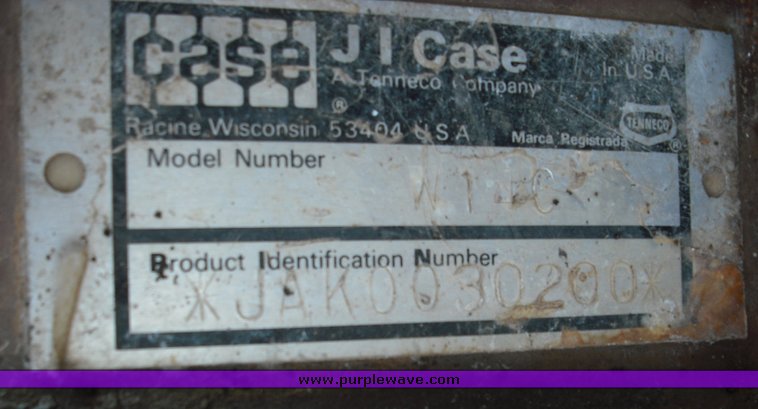 case
J I Case
A Tenneco Company
Made
In U.S.A.
Racine, Wisconsin 53404 U.S.A.
Marca Registrada
TENNECO
®
®
Model Number
Product Identification Number
*JAK0030200*
www.purplewave.com